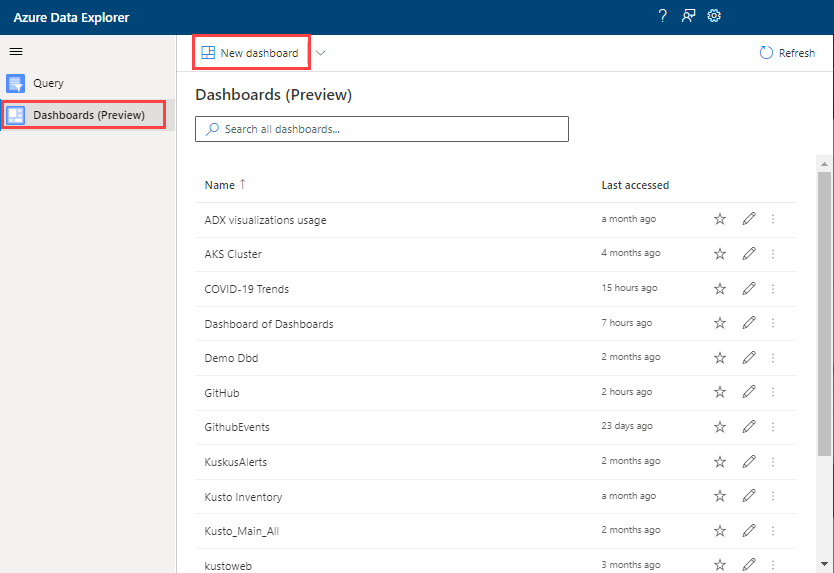 Azure Data Explorer
?
New dashboard
Refresh
Query
Dashboards (Preview)
Dashboards (Preview)
Search all dashboards...
Name ↑ Last accessed
ADX visualizations usage a month ago
AKS Cluster 4 months ago
COVID-19 Trends 15 hours ago
Dashboard of Dashboards 7 hours ago
Demo Dbd 2 months ago
GitHub 2 hours ago
GithubEvents 23 days ago
KuskusAlerts 2 months ago
Kusto Inventory a month ago
Kusto_Main_All 2 months ago
kustoweb 3 months ago